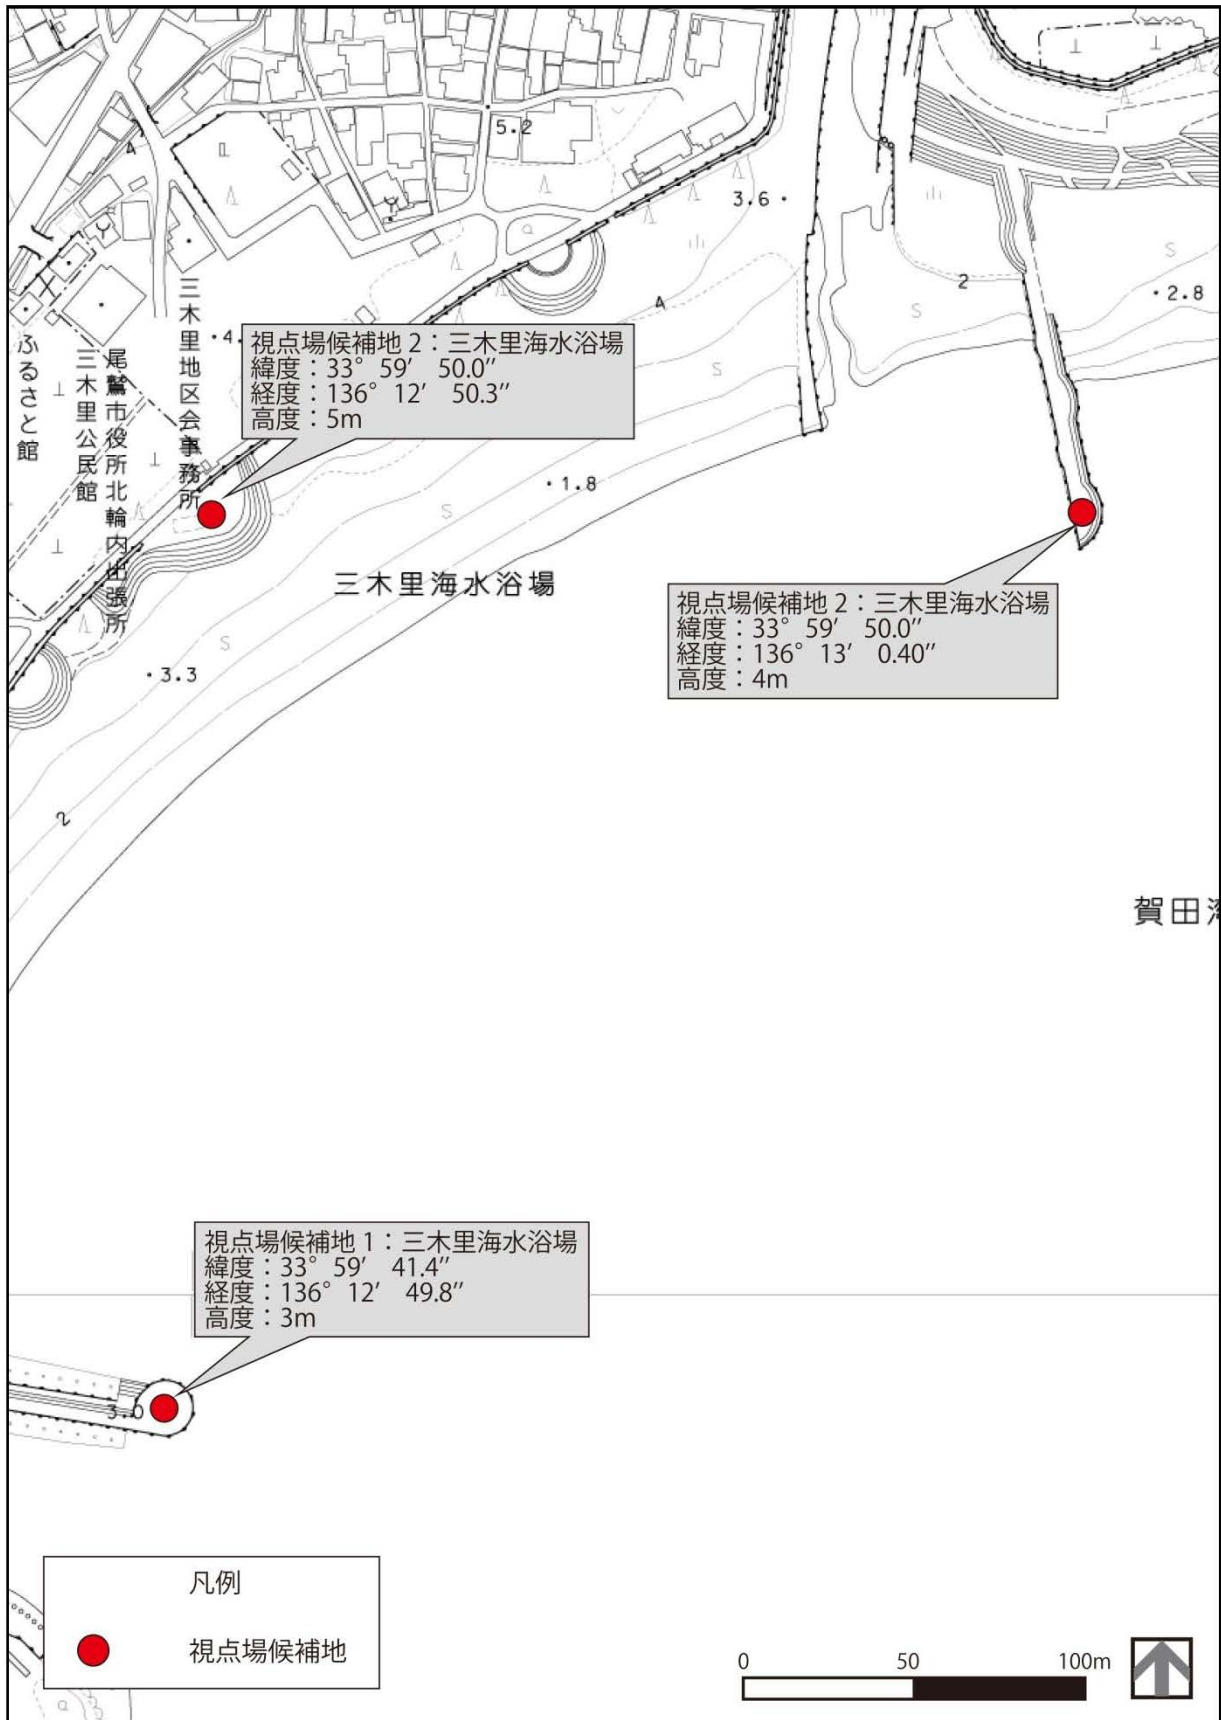 5.2
3.6
4
2
2.8
三木里地区会事務所
4.
ふるさと館
三木里公民館
尾鷲市役所北輪内出張所
視点場候補地 2：三木里海水浴場
緯度：33° 59′ 50.0″
経度：136° 12′ 50.3″
高度：5m
1.8
三木里海水浴場
視点場候補地 2：三木里海水浴場
緯度：33° 59′ 50.0″
経度：136° 13′ 0.40″
高度：4m
3.3
2
賀田湾
視点場候補地 1：三木里海水浴場
緯度：33° 59′ 41.4″
経度：136° 12′ 49.8″
高度：3m
3.0
凡例
視点場候補地
0 50 100m